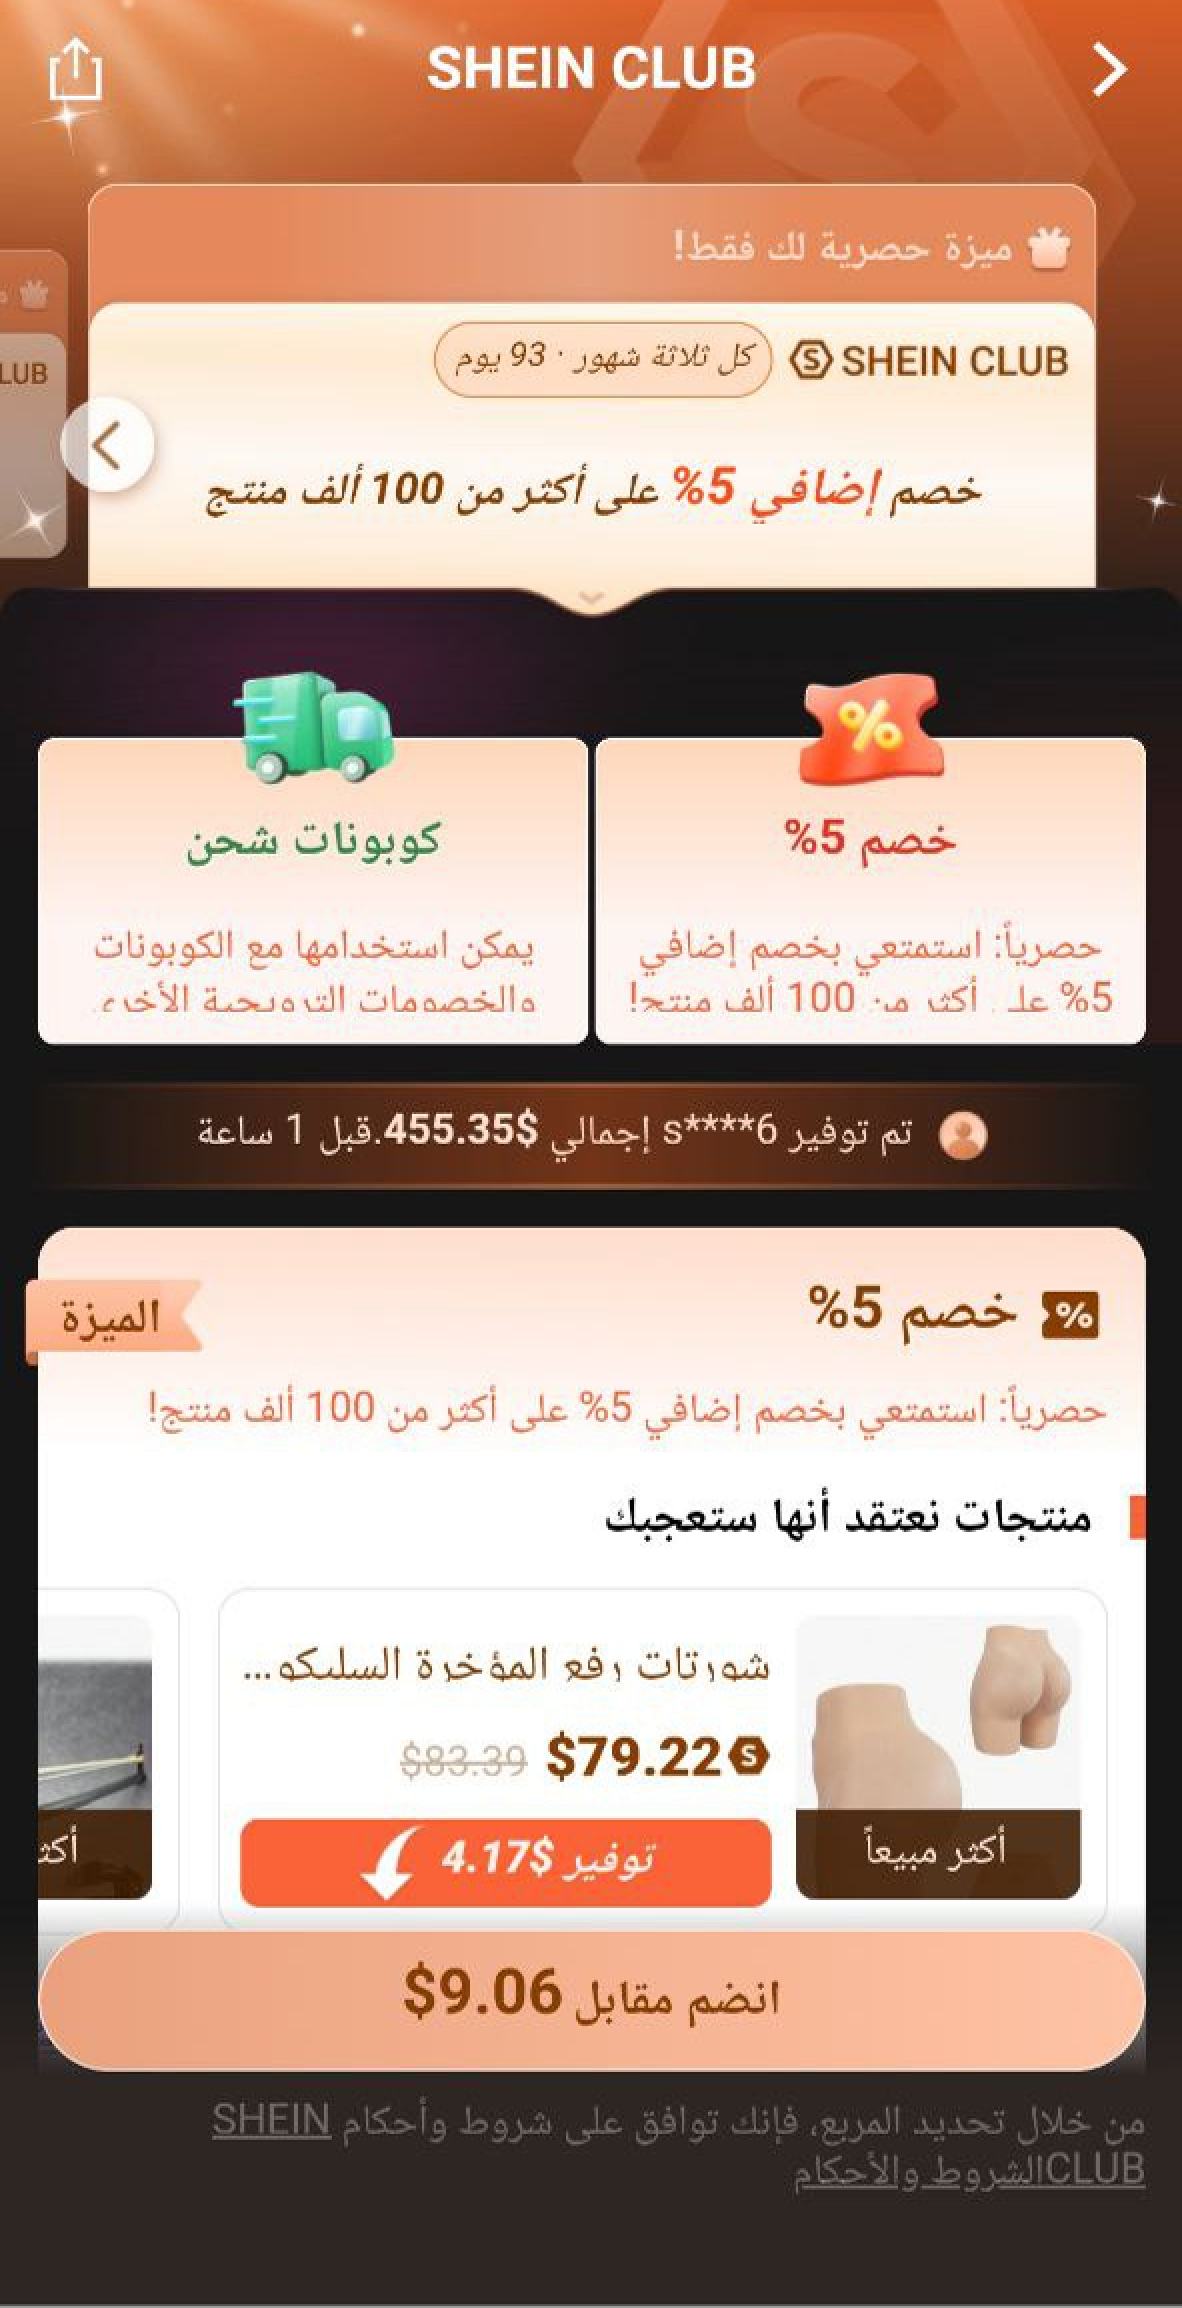 SHEIN CLUB
ميزة حصرية لك فقط!
SHEIN CLUB
كل ثلاثة شهور · 93 يوم
LUB
خصم إضافي 5% على أكثر من 100 ألف منتج
خصم 5%
حصرياً: استمتعي بخصم إضافي
5% على أكثر من 100 ألف منتج!
كوبونات شحن
يمكن استخدامها مع الكوبونات
والخصومات الترويجية الأخرى
تم توفير s****6 إجمالي 455.35$.قبل 1 ساعة
خصم 5%
الميزة
حصرياً: استمتعي بخصم إضافي 5% على أكثر من 100 ألف منتج!
منتجات نعتقد أنها ستعجبك
شورتات رفع المؤخرة السليكو...
$79.22 $83.39
توفير 4.17$
أكثر مبيعاً
أكث
انضم مقابل $9.06
من خلال تحديد المربع، فإنك توافق على شروط وأحكام SHEIN
CLUBالشروط والأحكام